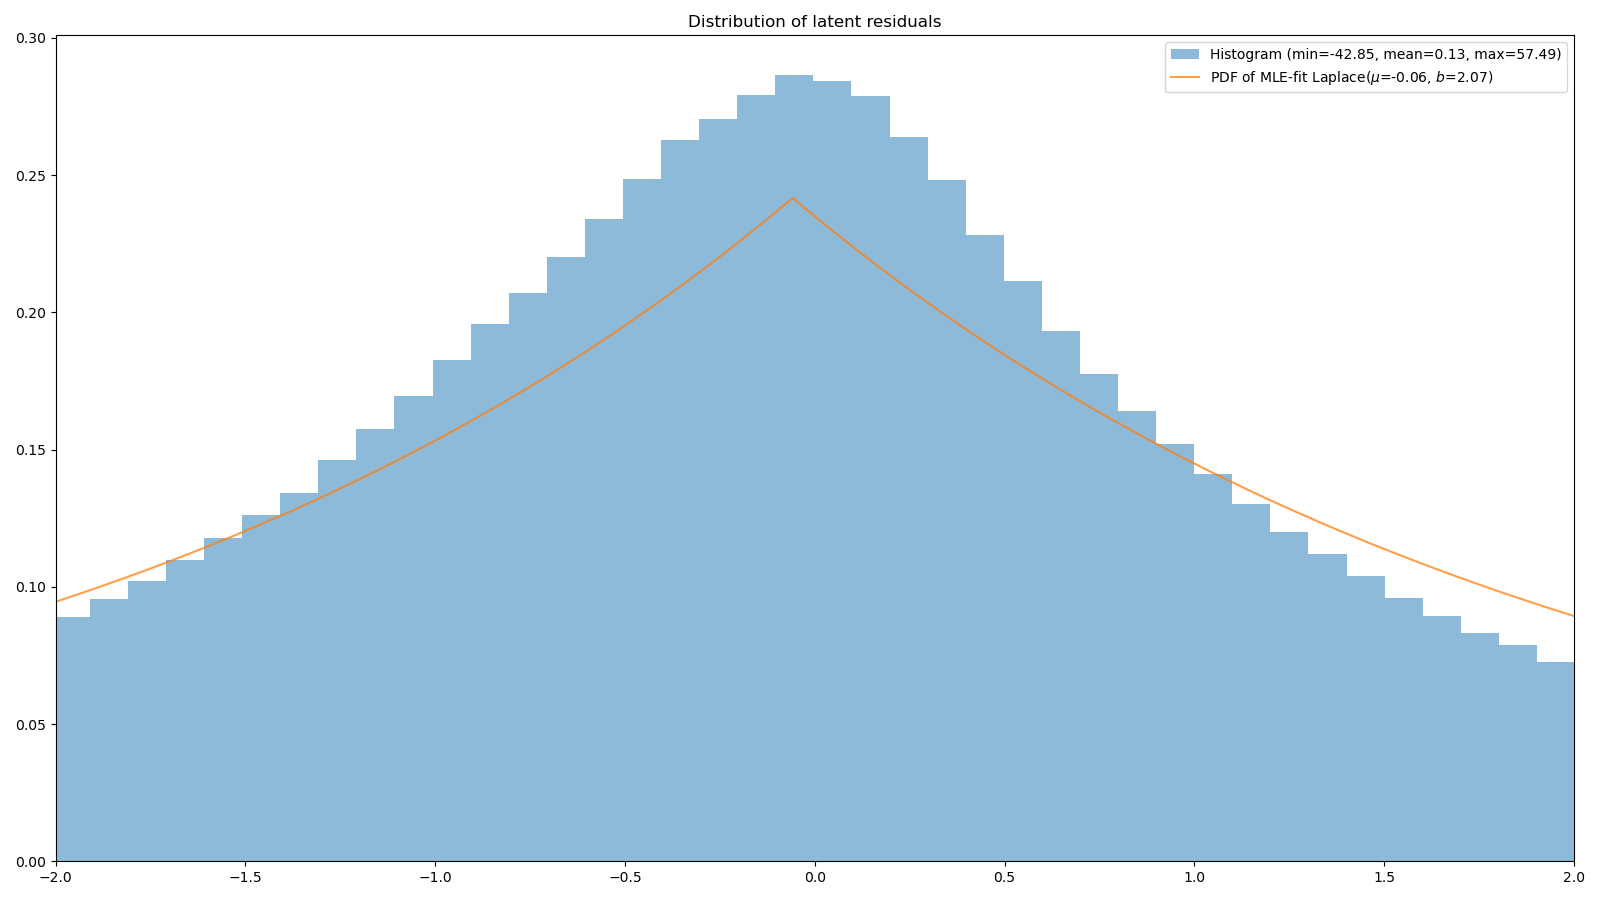 Distribution of latent residuals
Histogram (min=-42.85, mean=0.13, max=57.49)
PDF of MLE-fit Laplace(μ=-0.06, b=2.07)
0.30
0.25
0.20
0.15
0.10
0.05
0.00
−2.0 −1.5 −1.0 −0.5 0.0 0.5 1.0 1.5 2.0